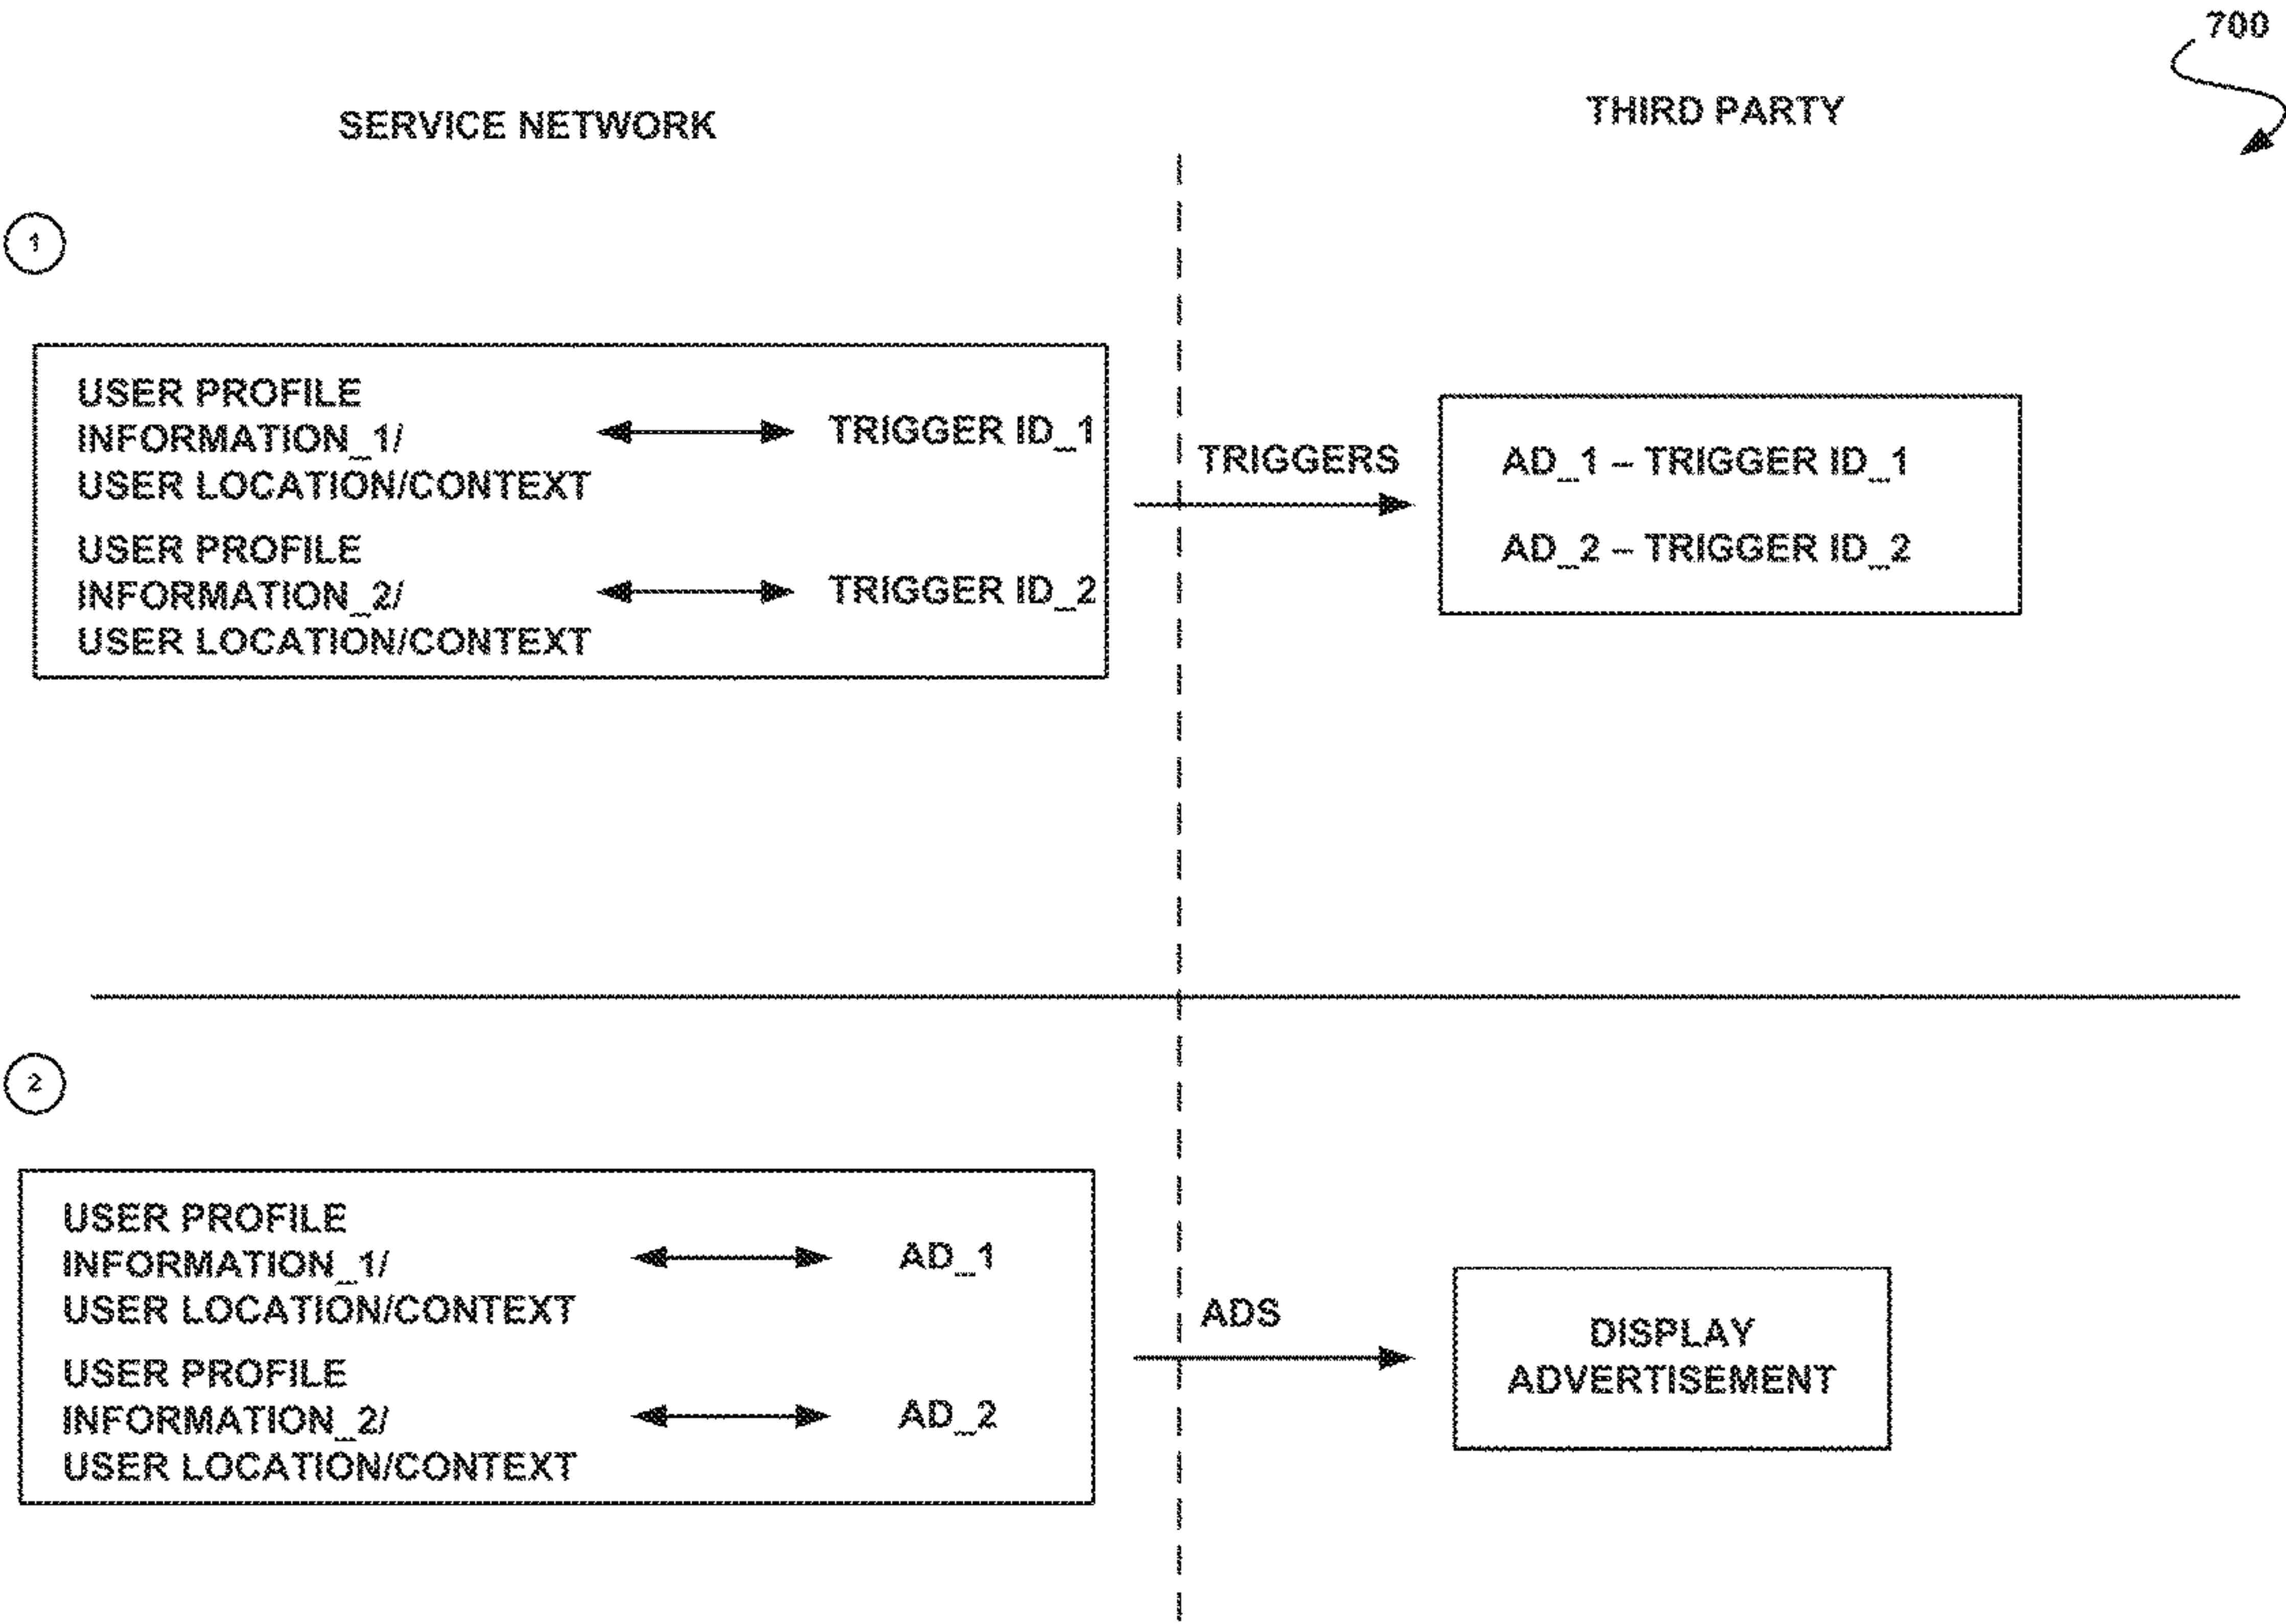 700
SERVICE NETWORK
THIRD PARTY
1
USER PROFILE
INFORMATION_1/
USER LOCATION/CONTEXT
TRIGGER ID_1
USER PROFILE
INFORMATION_2/
USER LOCATION/CONTEXT
TRIGGER ID_2
TRIGGERS
AD_1 – TRIGGER ID_1
AD_2 – TRIGGER ID_2
2
USER PROFILE
INFORMATION_1/
USER LOCATION/CONTEXT
AD_1
USER PROFILE
INFORMATION_2/
USER LOCATION/CONTEXT
AD_2
ADS
DISPLAY
ADVERTISEMENT